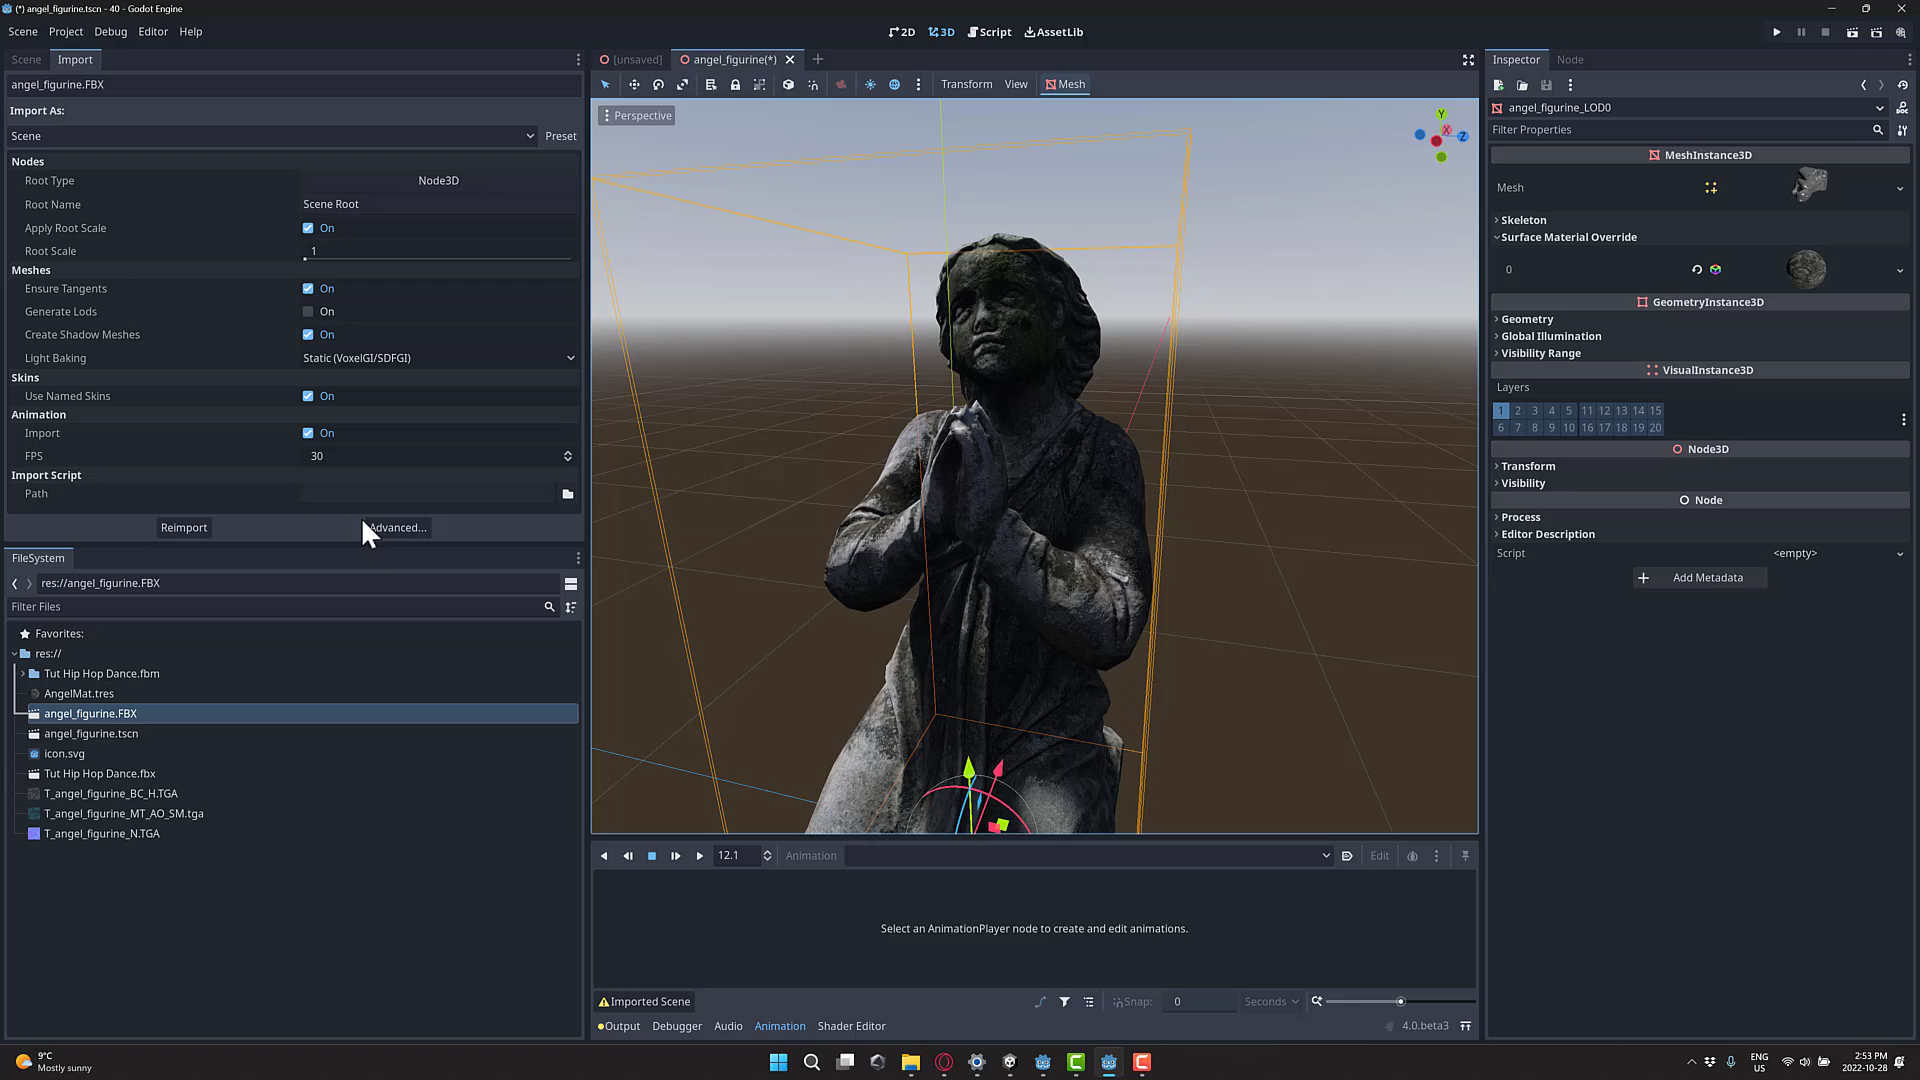 (*) angel_figurine.tscn - 40 - Godot Engine
Scene Project Debug Editor Help
2D 3D Script AssetLib
Scene Import
angel_figurine.FBX
Import As:
Scene Preset
Nodes
Root Type Node3D
Root Name Scene Root
Apply Root Scale On
Root Scale 1
Meshes
Ensure Tangents On
Generate Lods On
Create Shadow Meshes On
Light Baking Static (VoxelGI/SDFGI)
Skins
Use Named Skins On
Animation
Import On
FPS 30
Import Script
Path
Reimport Advanced...
FileSystem
res://angel_figurine.FBX
Filter Files
Favorites:
res://
Tut Hip Hop Dance.fbm
AngelMat.tres
angel_figurine.FBX
angel_figurine.tscn
icon.svg
Tut Hip Hop Dance.fbx
T_angel_figurine_BC_H.TGA
T_angel_figurine_MT_AO_SM.tga
T_angel_figurine_N.TGA
[unsaved] angel_figurine(*)
Transform View Mesh
Perspective
Y
X
Z
12.1 Animation Edit
Select an AnimationPlayer node to create and edit animations.
Imported Scene Snap: 0 Seconds
Output Debugger Audio Animation Shader Editor 4.0.beta3
Inspector Node
angel_figurine_LOD0
DOC
Filter Properties
MeshInstance3D
Mesh
Skeleton
Surface Material Override
0
GeometryInstance3D
Geometry
Global Illumination
Visibility Range
VisualInstance3D
Layers
1 2 3 4 5 11 12 13 14 15
6 7 8 9 10 16 17 18 19 20
Node3D
Transform
Visibility
Node
Process
Editor Description
Script <empty>
Add Metadata
9°C
Mostly sunny
ENG
US
2:53 PM
2022-10-28